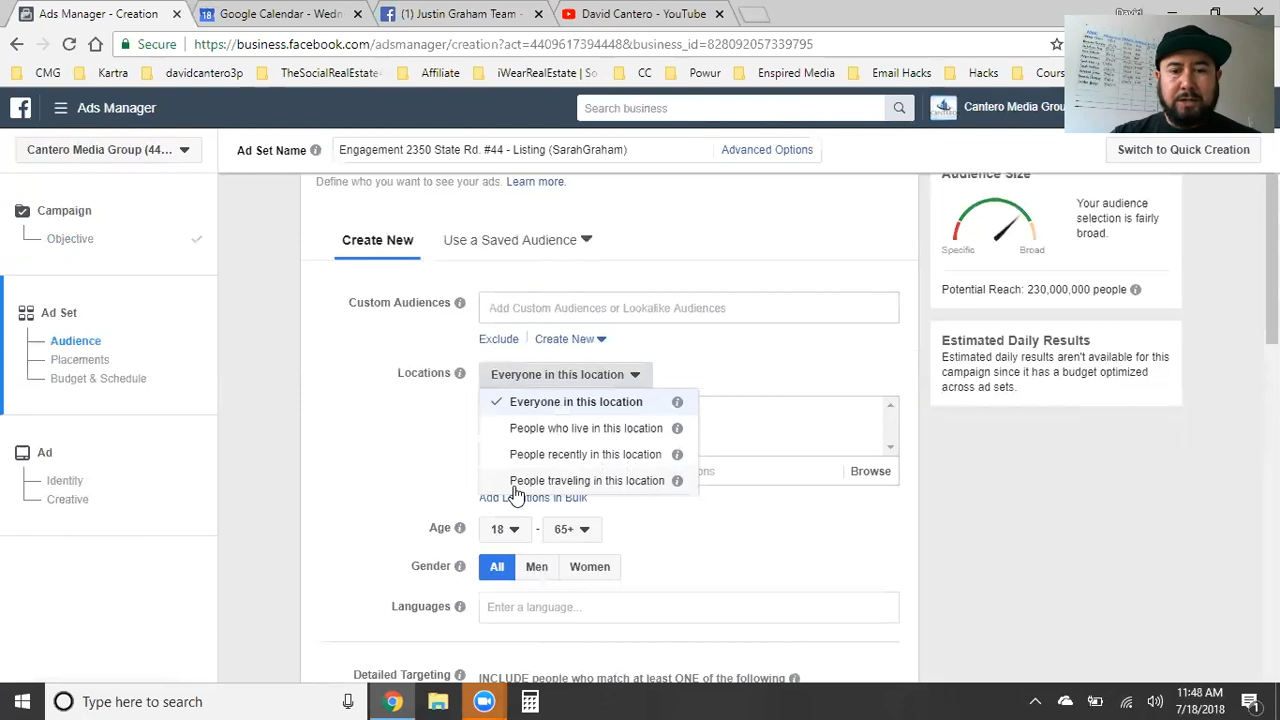 Ads Manager - Creation
Google Calendar - Wedn
(1) Justin Graham Team -
David Cantero - YouTube
Secure
https://business.facebook.com/adsmanager/creation?act=4409617394448&business_id=828092057339795
CMG
Kartra
davidcantero3p
TheSocialRealEstate
Affiliate
iWearRealEstate | So
CC
Powur
Enspired Media
Email Hacks
Hacks
Cours
Ads Manager
Search business
Cantero Media Grou
Cantero Media Group (44...
Ad Set Name
Engagement 2350 State Rd. #44 - Listing (SarahGraham)
Advanced Options
Switch to Quick Creation
Define who you want to see your ads. Learn more.
Campaign
Objective
Ad Set
Audience
Placements
Budget & Schedule
Ad
Identity
Creative
Create New
Use a Saved Audience
Custom Audiences
Add Custom Audiences or Lookalike Audiences
Exclude
Create New
Locations
Everyone in this location
Everyone in this location
People who live in this location
People recently in this location
People traveling in this location
Browse
Add Locations in Bulk
Age
18
-
65+
Gender
All
Men
Women
Languages
Enter a language...
Detailed Targeting
INCLUDE people who match at least ONE of the following
Audience Size
Specific
Broad
Your audience
selection is fairly
broad.
Potential Reach: 230,000,000 people
Estimated Daily Results
Estimated daily results aren't available for this
campaign since it has a budget optimized
across ad sets.
Type here to search
11:48 AM
7/18/2018